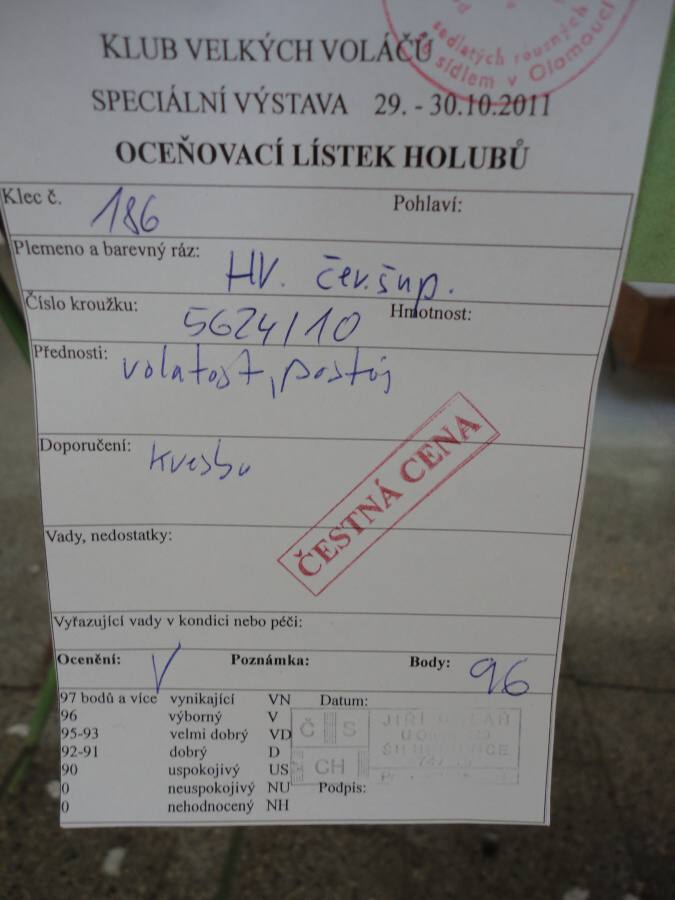 sedlatých różných
se sídlem v Olomouci
KLUB VELKÝCH VOLÁČŮ
SPECIÁLNÍ VÝSTAVA 29. - 30.10.2011
OCEŇOVACÍ LÍSTEK HOLUBŮ
Klec č. 186 Pohlaví:
Plemeno a barevný ráz: HV. čer.šup.
Číslo kroužku: 5624/10 Hmotnost:
Přednosti: volatost, postoj
Doporučení: kresbu
ČESTNÁ CENA
Vady, nedostatky:
Vyřazující vady v kondici nebo péči:
Ocenění: V Poznámka: Body: 96
97 bodů a více vynikající VN Datum:
96 výborný V
95-93 velmi dobrý VD
92-91 dobrý D
90 uspokojivý US
0 neuspokojivý NU Podpis:
0 nehodnocený NH
Č S
CH
JIŘÍ